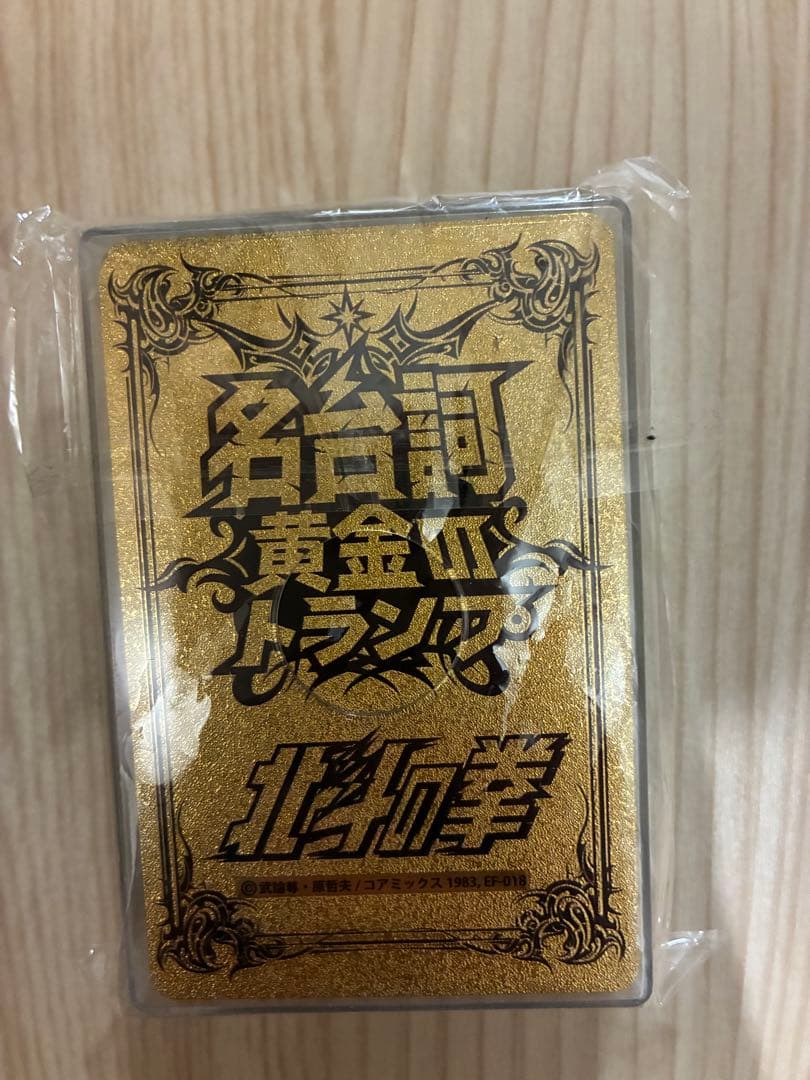 名台詞
黄金の
トランプ
北斗の拳
© 武論尊・原哲夫 / コアミックス 1983, EF-018